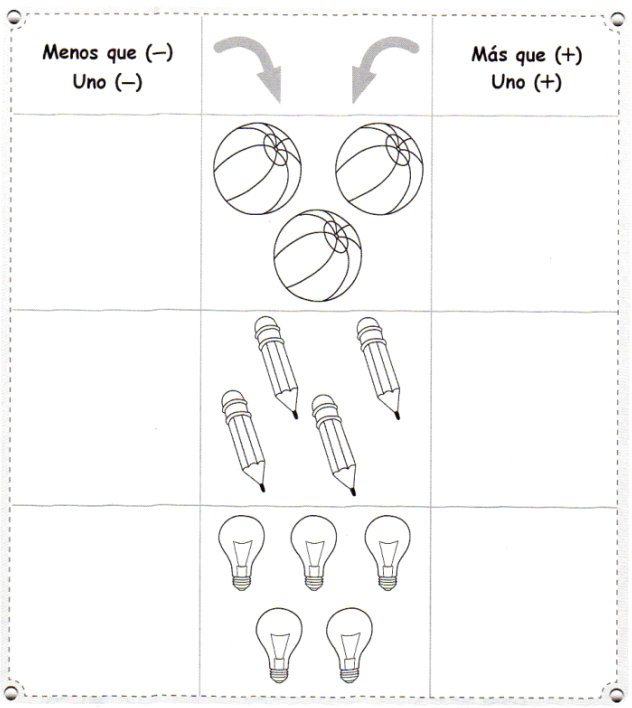 Menos que (–)
Uno (–)
Más que (+)
Uno (+)